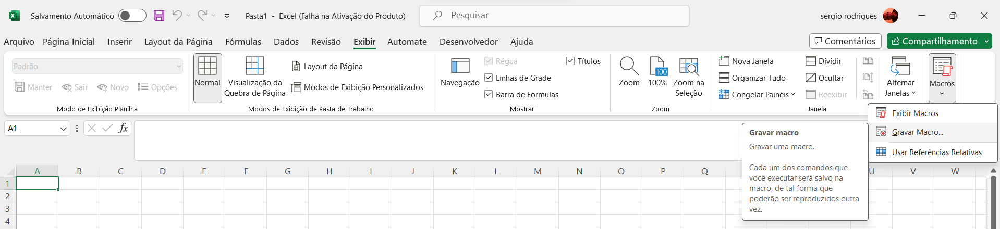 Salvamento Automático
Pasta1 - Excel (Falha na Ativação do Produto)
Pesquisar
sergio rodrigues
Arquivo Página Inicial Inserir Layout da Página Fórmulas Dados Revisão Exibir Automate Desenvolvedor Ajuda
Comentários
Compartilhamento
Padrão
Manter Sair Novo Opções
Modo de Exibição Planilha
Normal
Visualização da
Quebra de Página
Layout da Página
Modos de Exibição Personalizados
Modos de Exibição de Pasta de Trabalho
Navegação
Régua
Títulos
Linhas de Grade
Barra de Fórmulas
Mostrar
Zoom
100
100%
Zoom na
Seleção
Zoom
Nova Janela
Organizar Tudo
Congelar Painéis
Dividir
Ocultar
Reexibir
Alternar
Janelas
Janela
Macros
Exibir Macros
Gravar Macro...
Usar Referências Relativas
A1
fx
Gravar macro
Gravar uma macro.
Cada um dos comandos que
você executar será salvo na
macro, de tal forma que
poderão ser reproduzidos outra
vez.
A B C D E F G H I J K L M N O P Q U V W
1
2
3
4